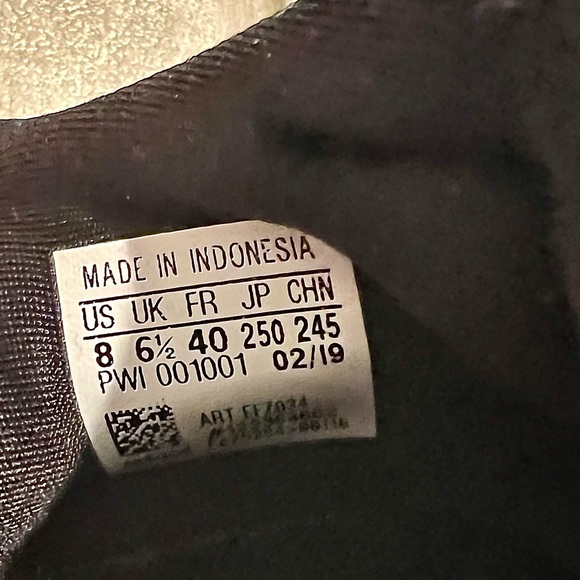 MADE IN INDONESIA
US UK FR JP CHN
8 6½ 40 250 245
PWI 001001 02/19
ART